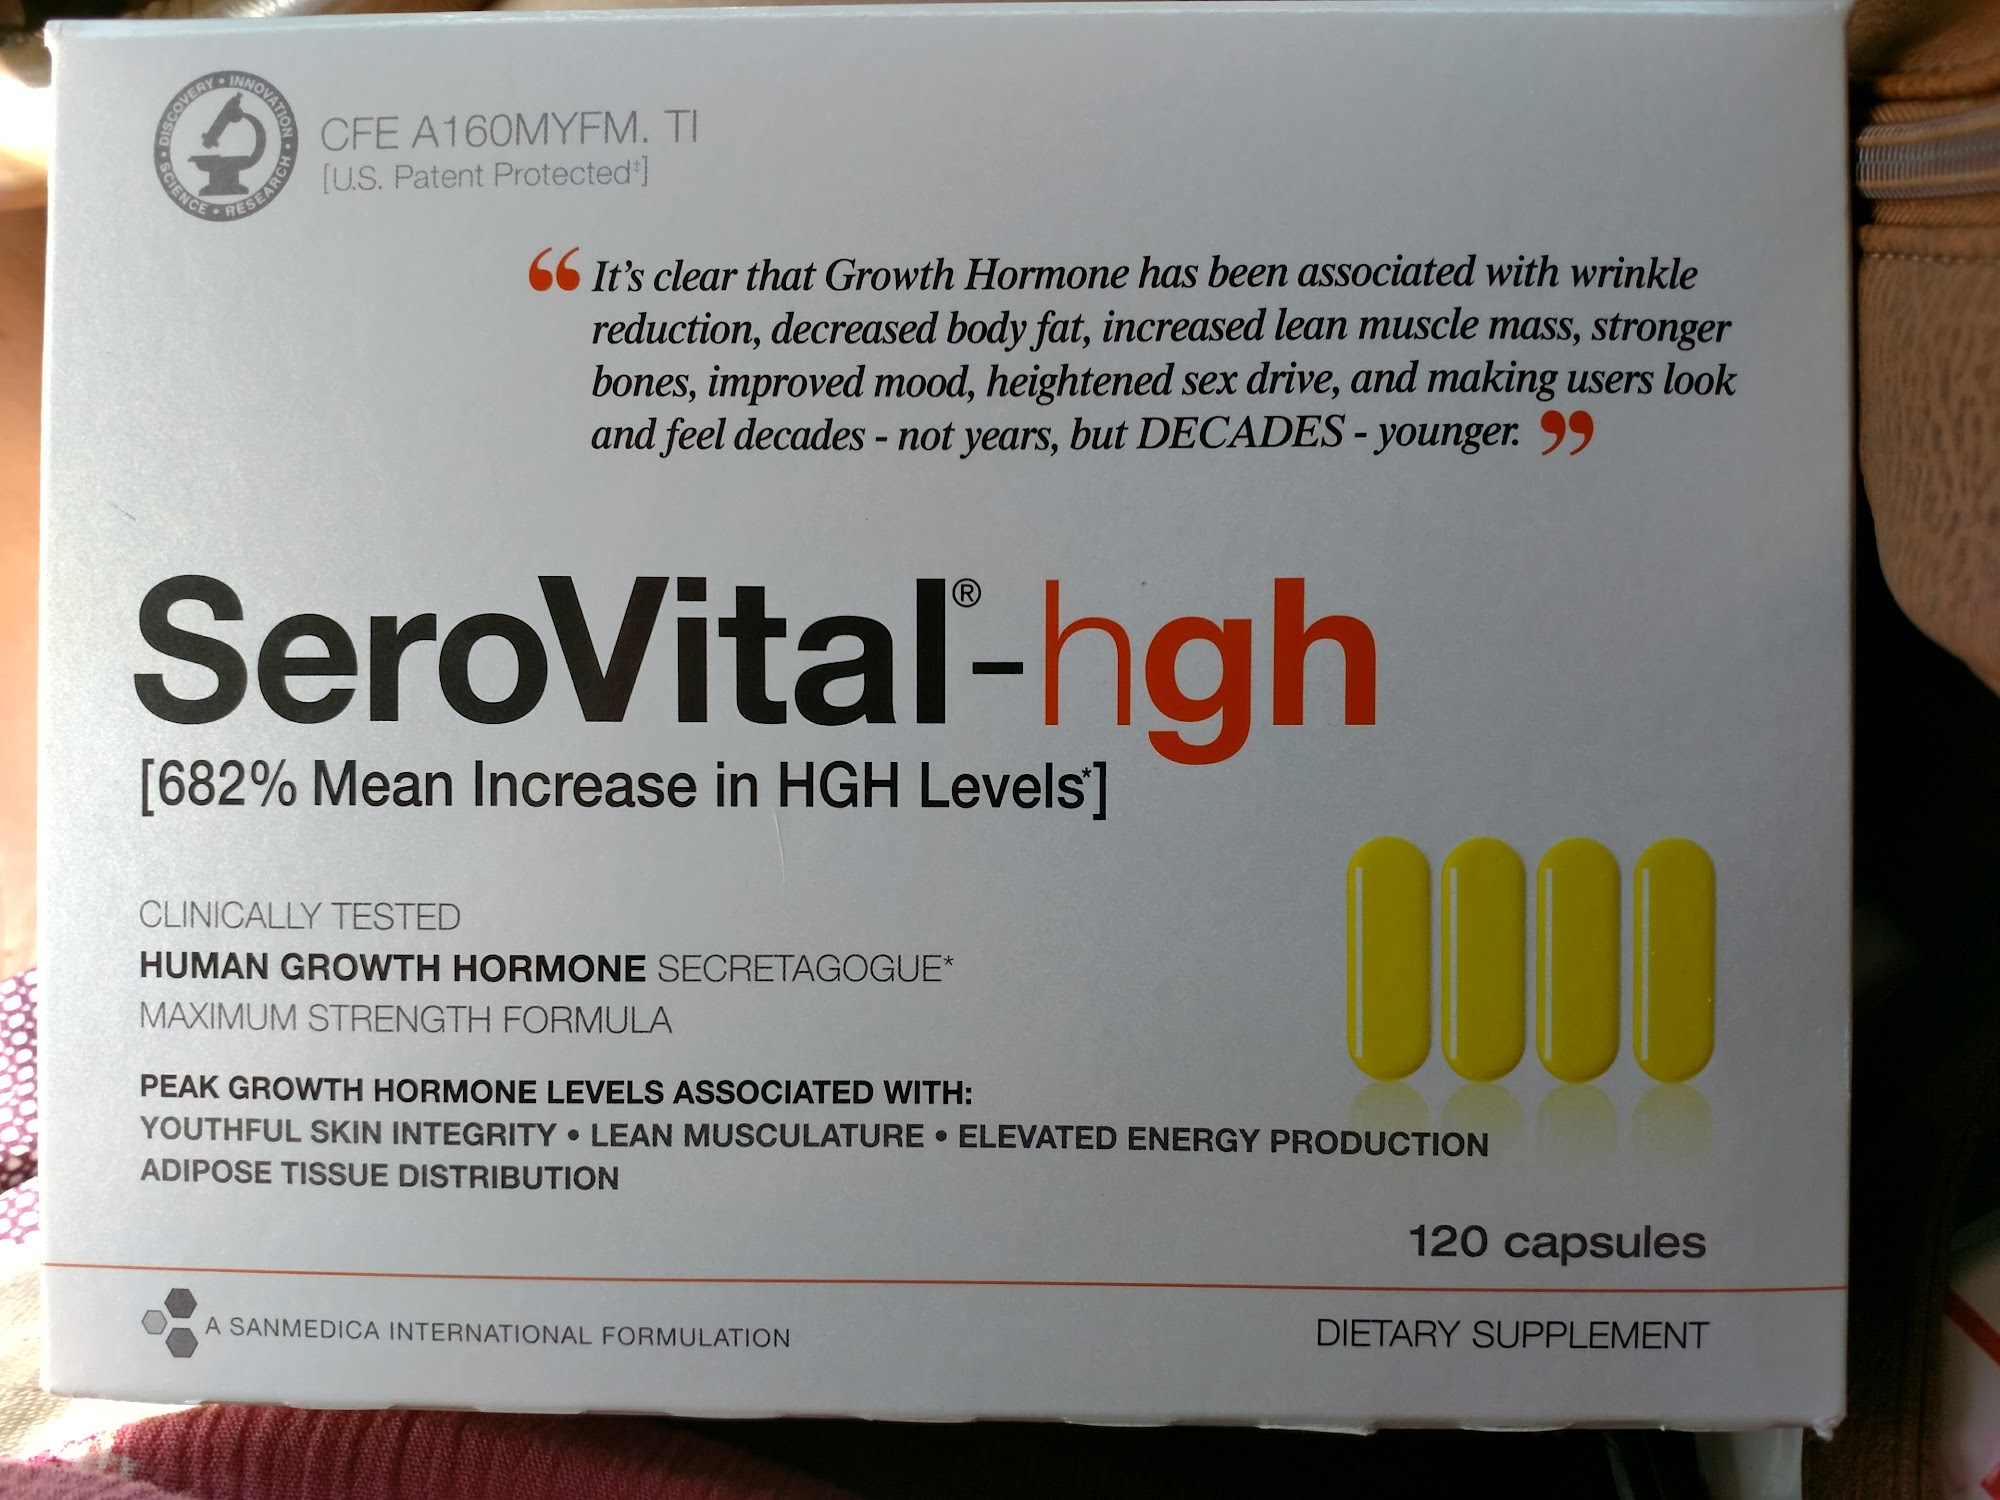 DISCOVERY • INNOVATION • RESEARCH • SCIENCE •
CFE A160MYFM. TI
[U.S. Patent Protected‡]
“ It’s clear that Growth Hormone has been associated with wrinkle
reduction, decreased body fat, increased lean muscle mass, stronger
bones, improved mood, heightened sex drive, and making users look
and feel decades - not years, but DECADES - younger. ”
SeroVital®-hgh
[682% Mean Increase in HGH Levels*]
CLINICALLY TESTED
HUMAN GROWTH HORMONE SECRETAGOGUE*
MAXIMUM STRENGTH FORMULA
PEAK GROWTH HORMONE LEVELS ASSOCIATED WITH:
YOUTHFUL SKIN INTEGRITY • LEAN MUSCULATURE • ELEVATED ENERGY PRODUCTION
ADIPOSE TISSUE DISTRIBUTION
120 capsules
A SANMEDICA INTERNATIONAL FORMULATION
DIETARY SUPPLEMENT